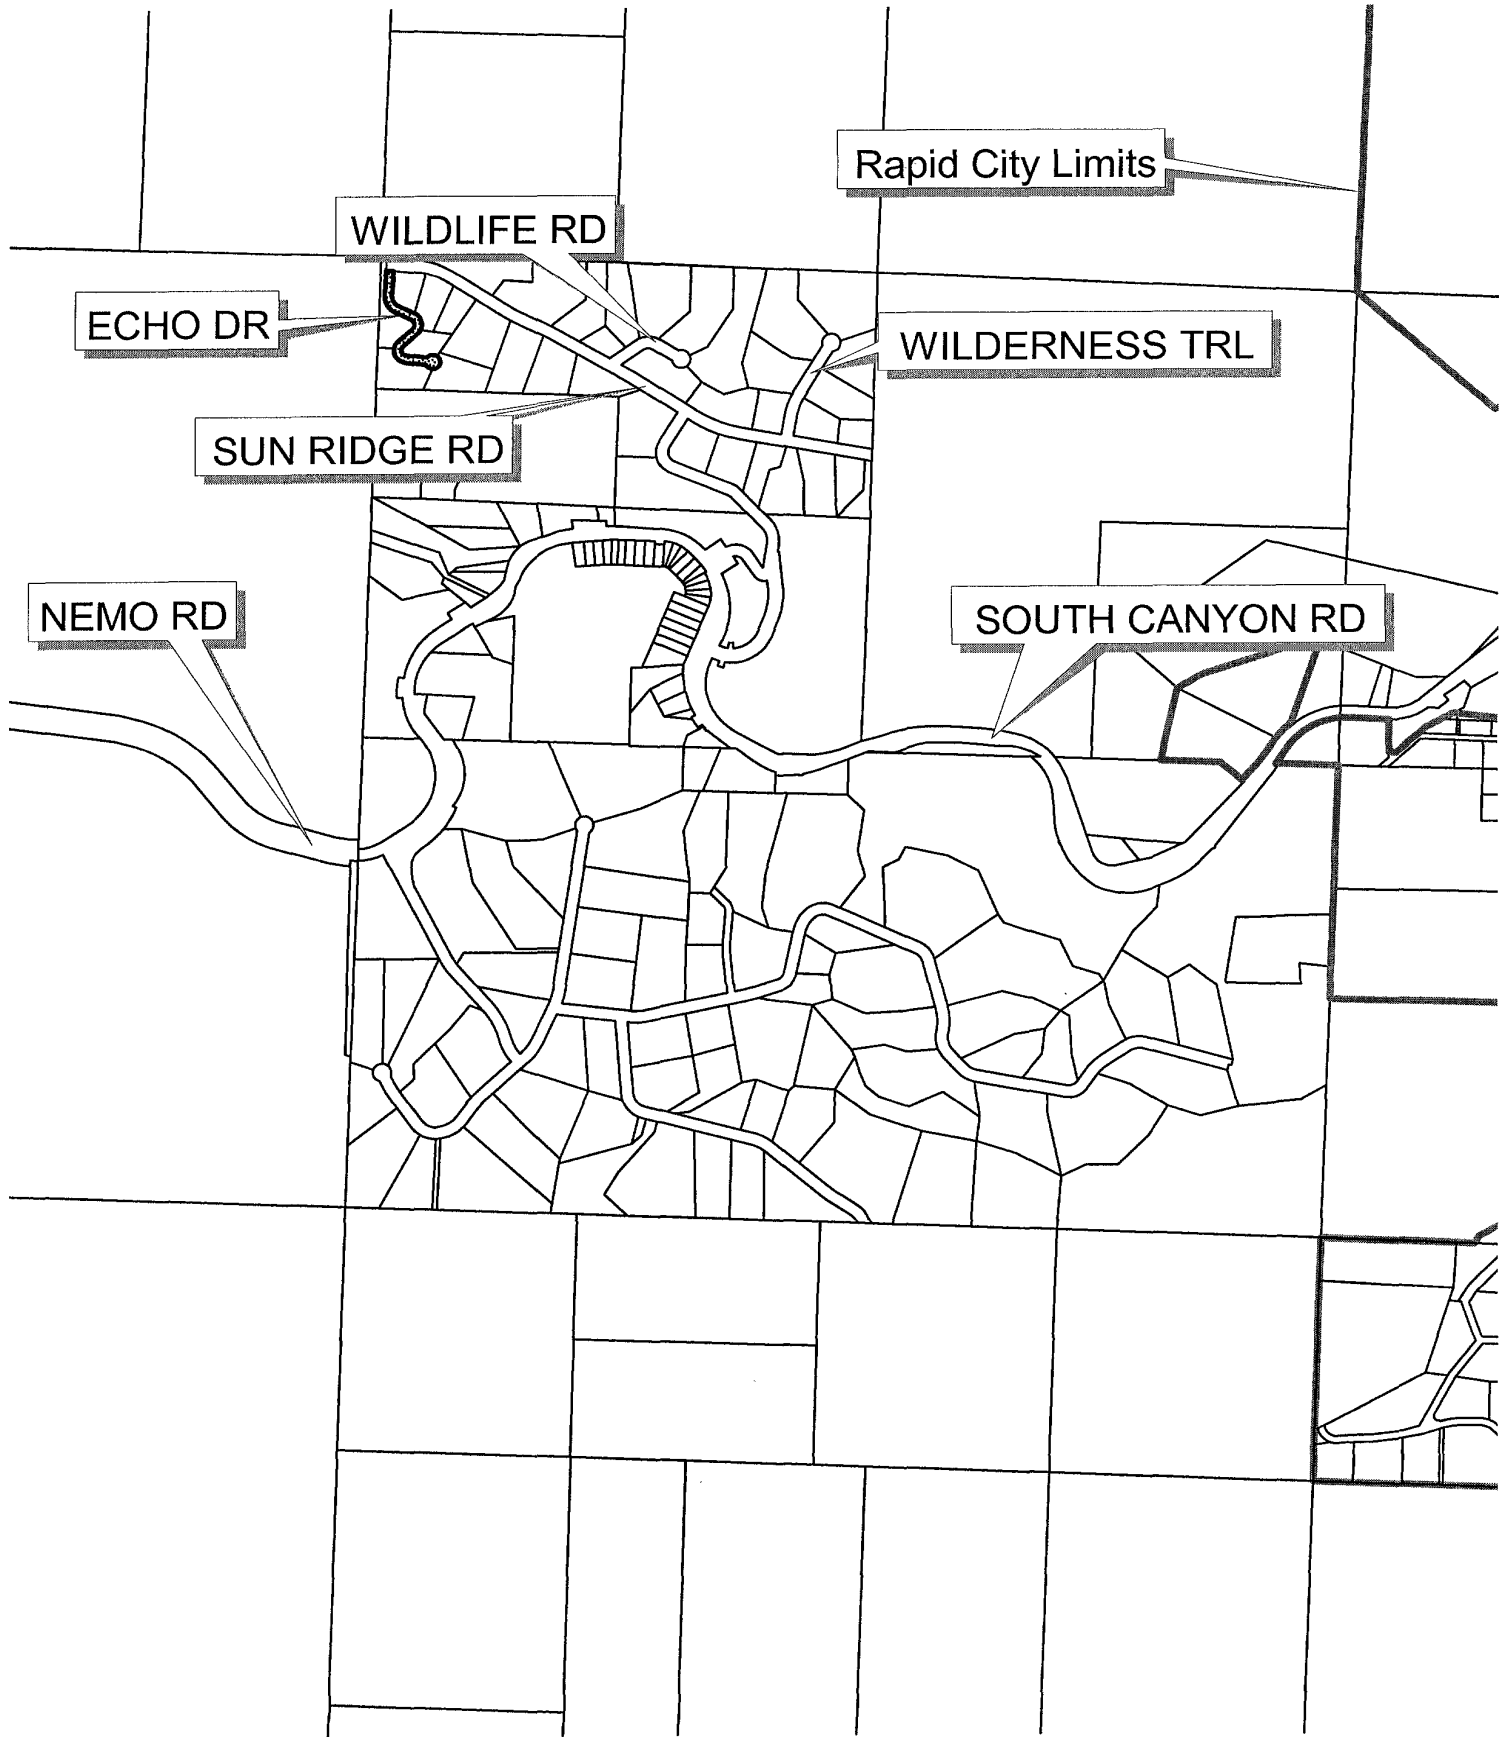 Rapid City Limits
WILDLIFE RD
ECHO DR
WILDERNESS TRL
SUN RIDGE RD
NEMO RD
SOUTH CANYON RD